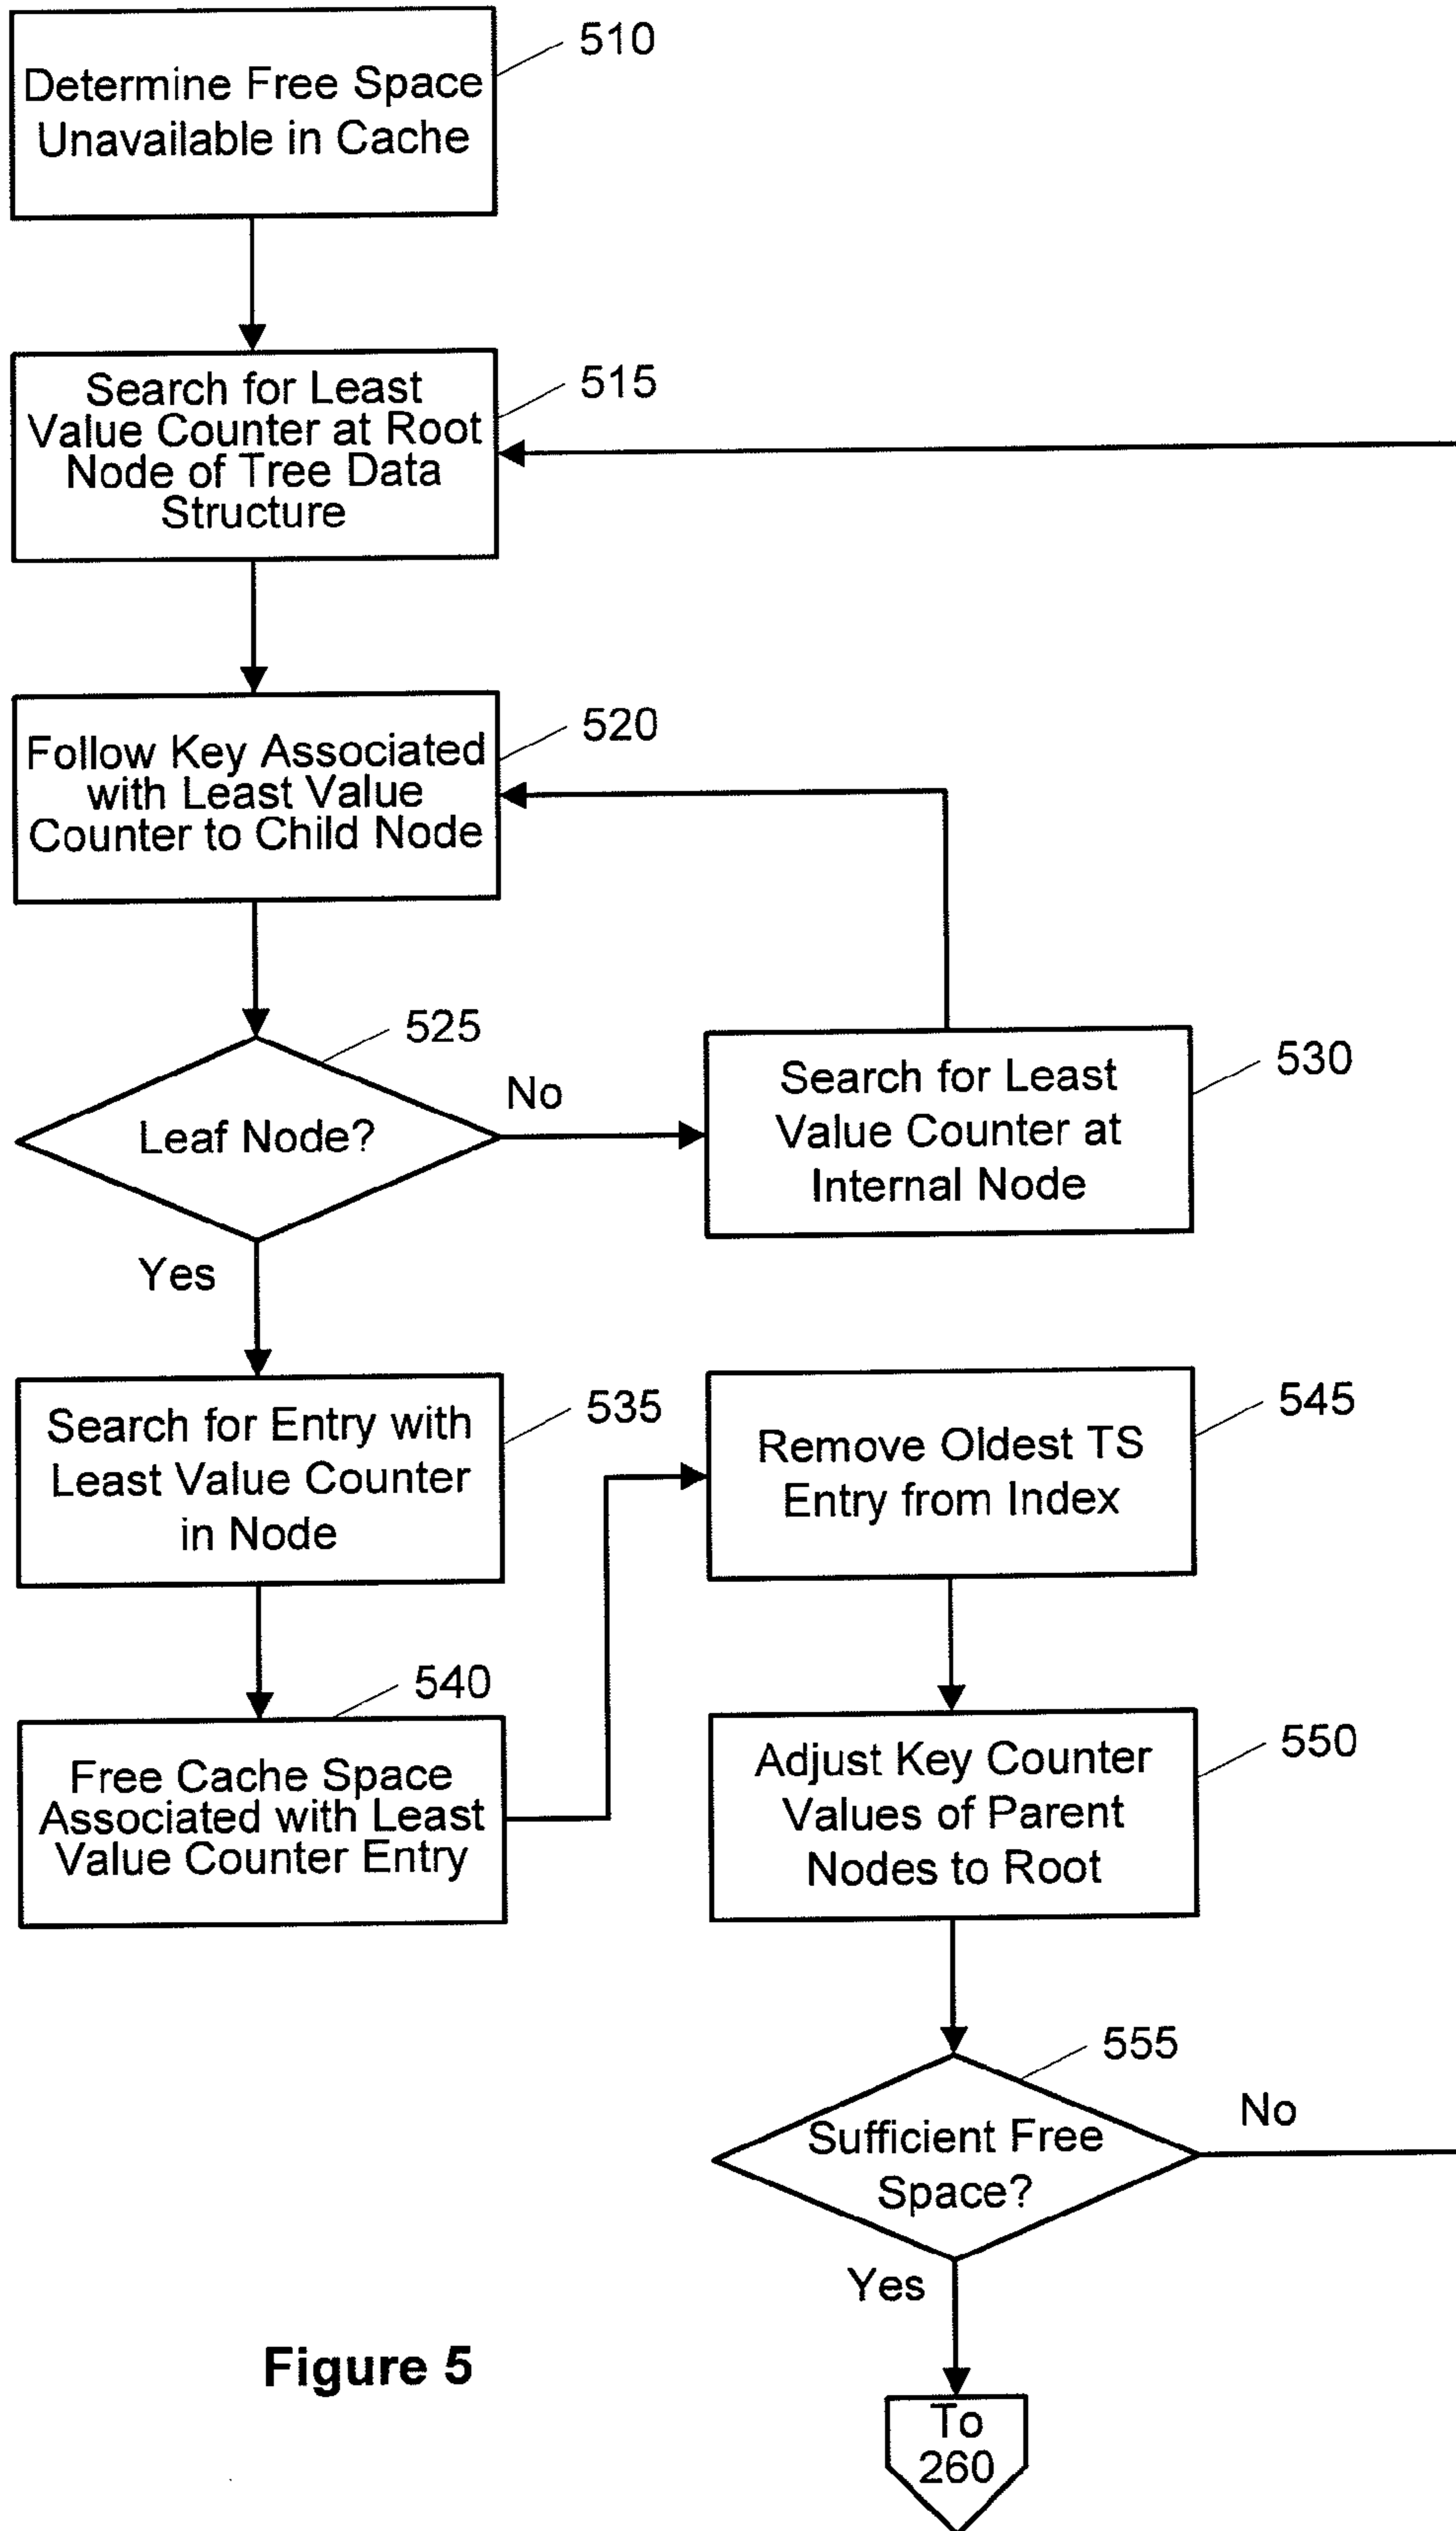 510
Determine Free Space
Unavailable in Cache
515
Search for Least
Value Counter at Root
Node of Tree Data
Structure
520
Follow Key Associated
with Least Value
Counter to Child Node
525
Leaf Node?
No
530
Search for Least
Value Counter at
Internal Node
Yes
535
Search for Entry with
Least Value Counter
in Node
540
Free Cache Space
Associated with Least
Value Counter Entry
545
Remove Oldest TS
Entry from Index
550
Adjust Key Counter
Values of Parent
Nodes to Root
555
Sufficient Free
Space?
No
Yes
To
260
Figure 5